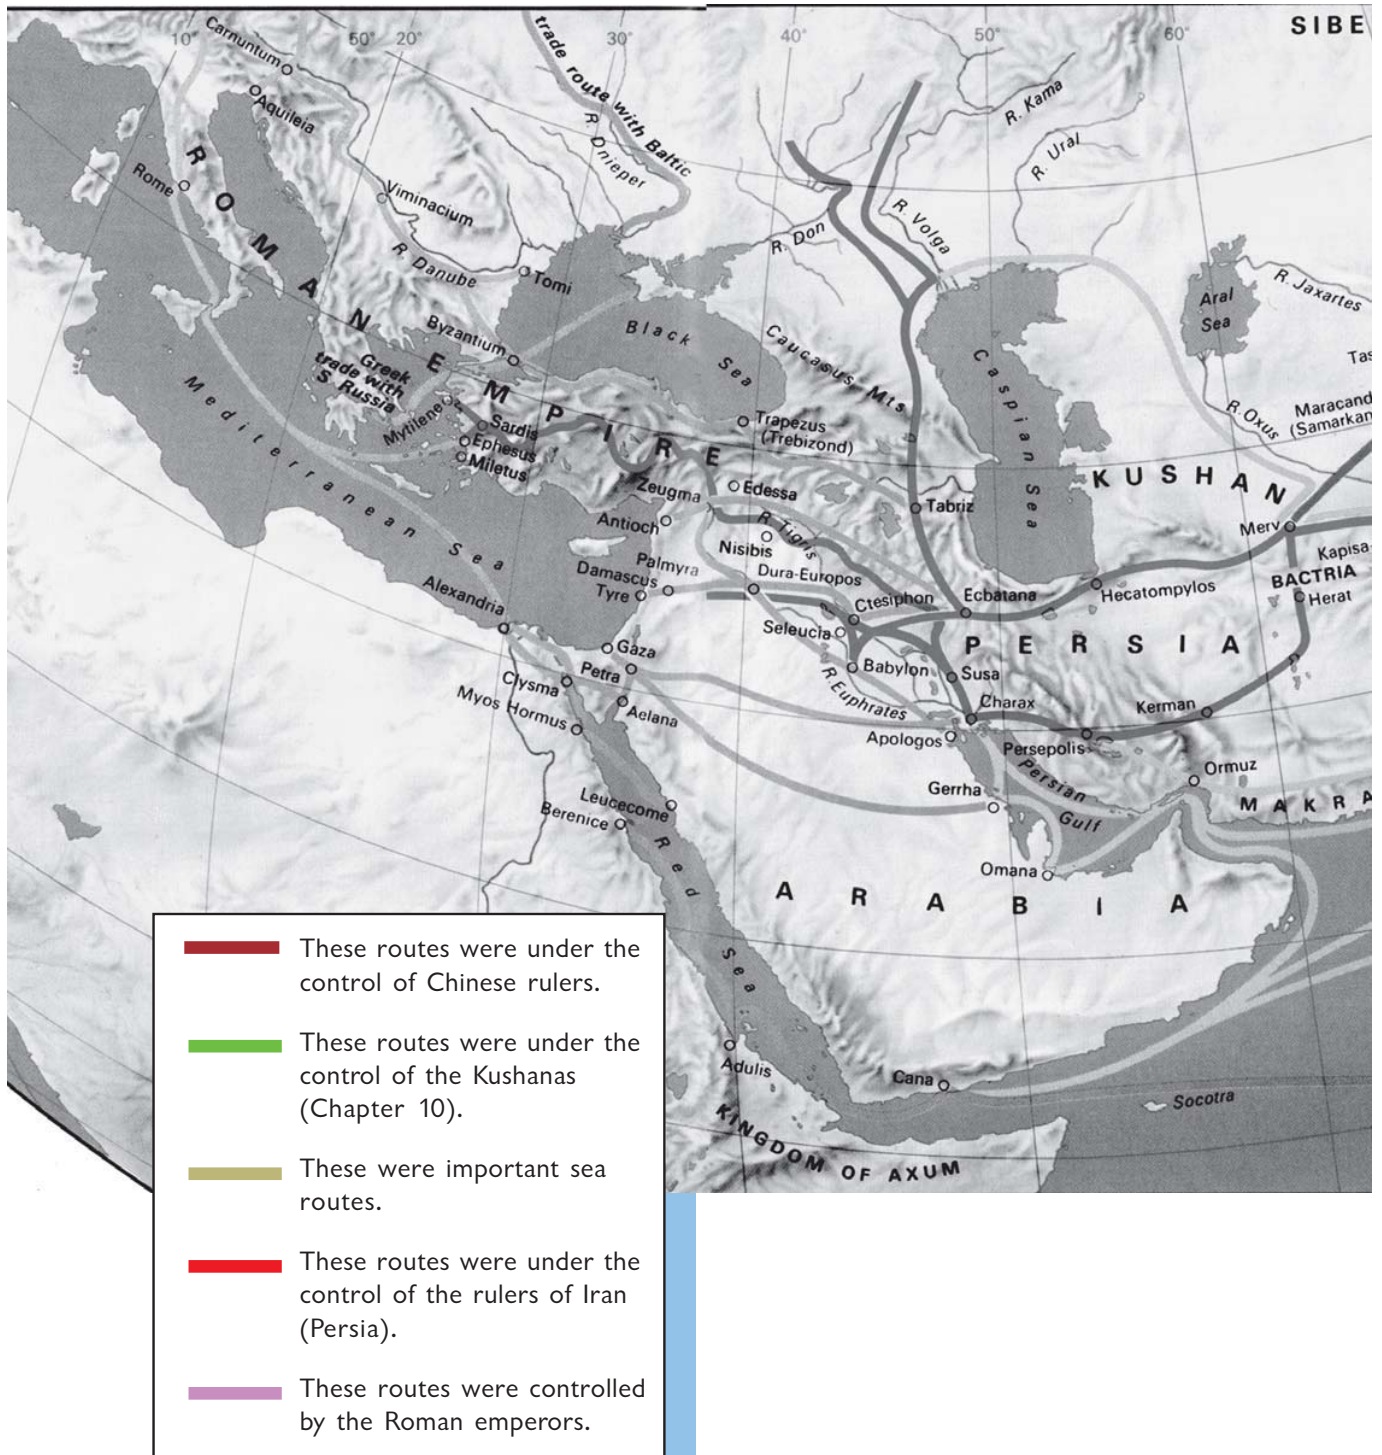 SIBE
10°
50°
20°
30°
40°
50°
60°
Carnuntum
Aquileia
trade route with Baltic
R. Dnieper
R. Kama
R. Ural
Rome
Viminacium
R. Danube
Tomi
R. Don
R. Volga
Aral
Sea
R. Jaxartes
ROMAN EMPIRE
Byzantium
Black Sea
Caucasus Mts
Caspian Sea
R. Oxus
Tas
Maracand
(Samarkan
Greek
trade with
S. Russia
Mytilene
Sardis
Ephesus
Miletus
Trapezus
(Trebizond)
Mediterranean Sea
Zeugma
Edessa
Tabriz
KUSHAN
Antioch
R. Tigris
Nisibis
Merv
Kapisa-
Palmyra
Damascus
Tyre
Dura-Europos
Ctesiphon
Ecbatana
Hecatompylos
BACTRIA
Herat
Alexandria
Seleucia
PERSIA
Gaza
Petra
Babylon
Susa
Clysma
R. Euphrates
Charax
Kerman
Myos Hormus
Aelana
Apologos
Persepolis
Ormuz
Persian
Gulf
Gerrha
MAKRA
Leucecome
Berenice
Red Sea
Omana
ARABIA
Adulis
Cana
Socotra
KINGDOM OF AXUM
These routes were under the
control of Chinese rulers.
These routes were under the
control of the Kushanas
(Chapter 10).
These were important sea
routes.
These routes were under the
control of the rulers of Iran
(Persia).
These routes were controlled
by the Roman emperors.